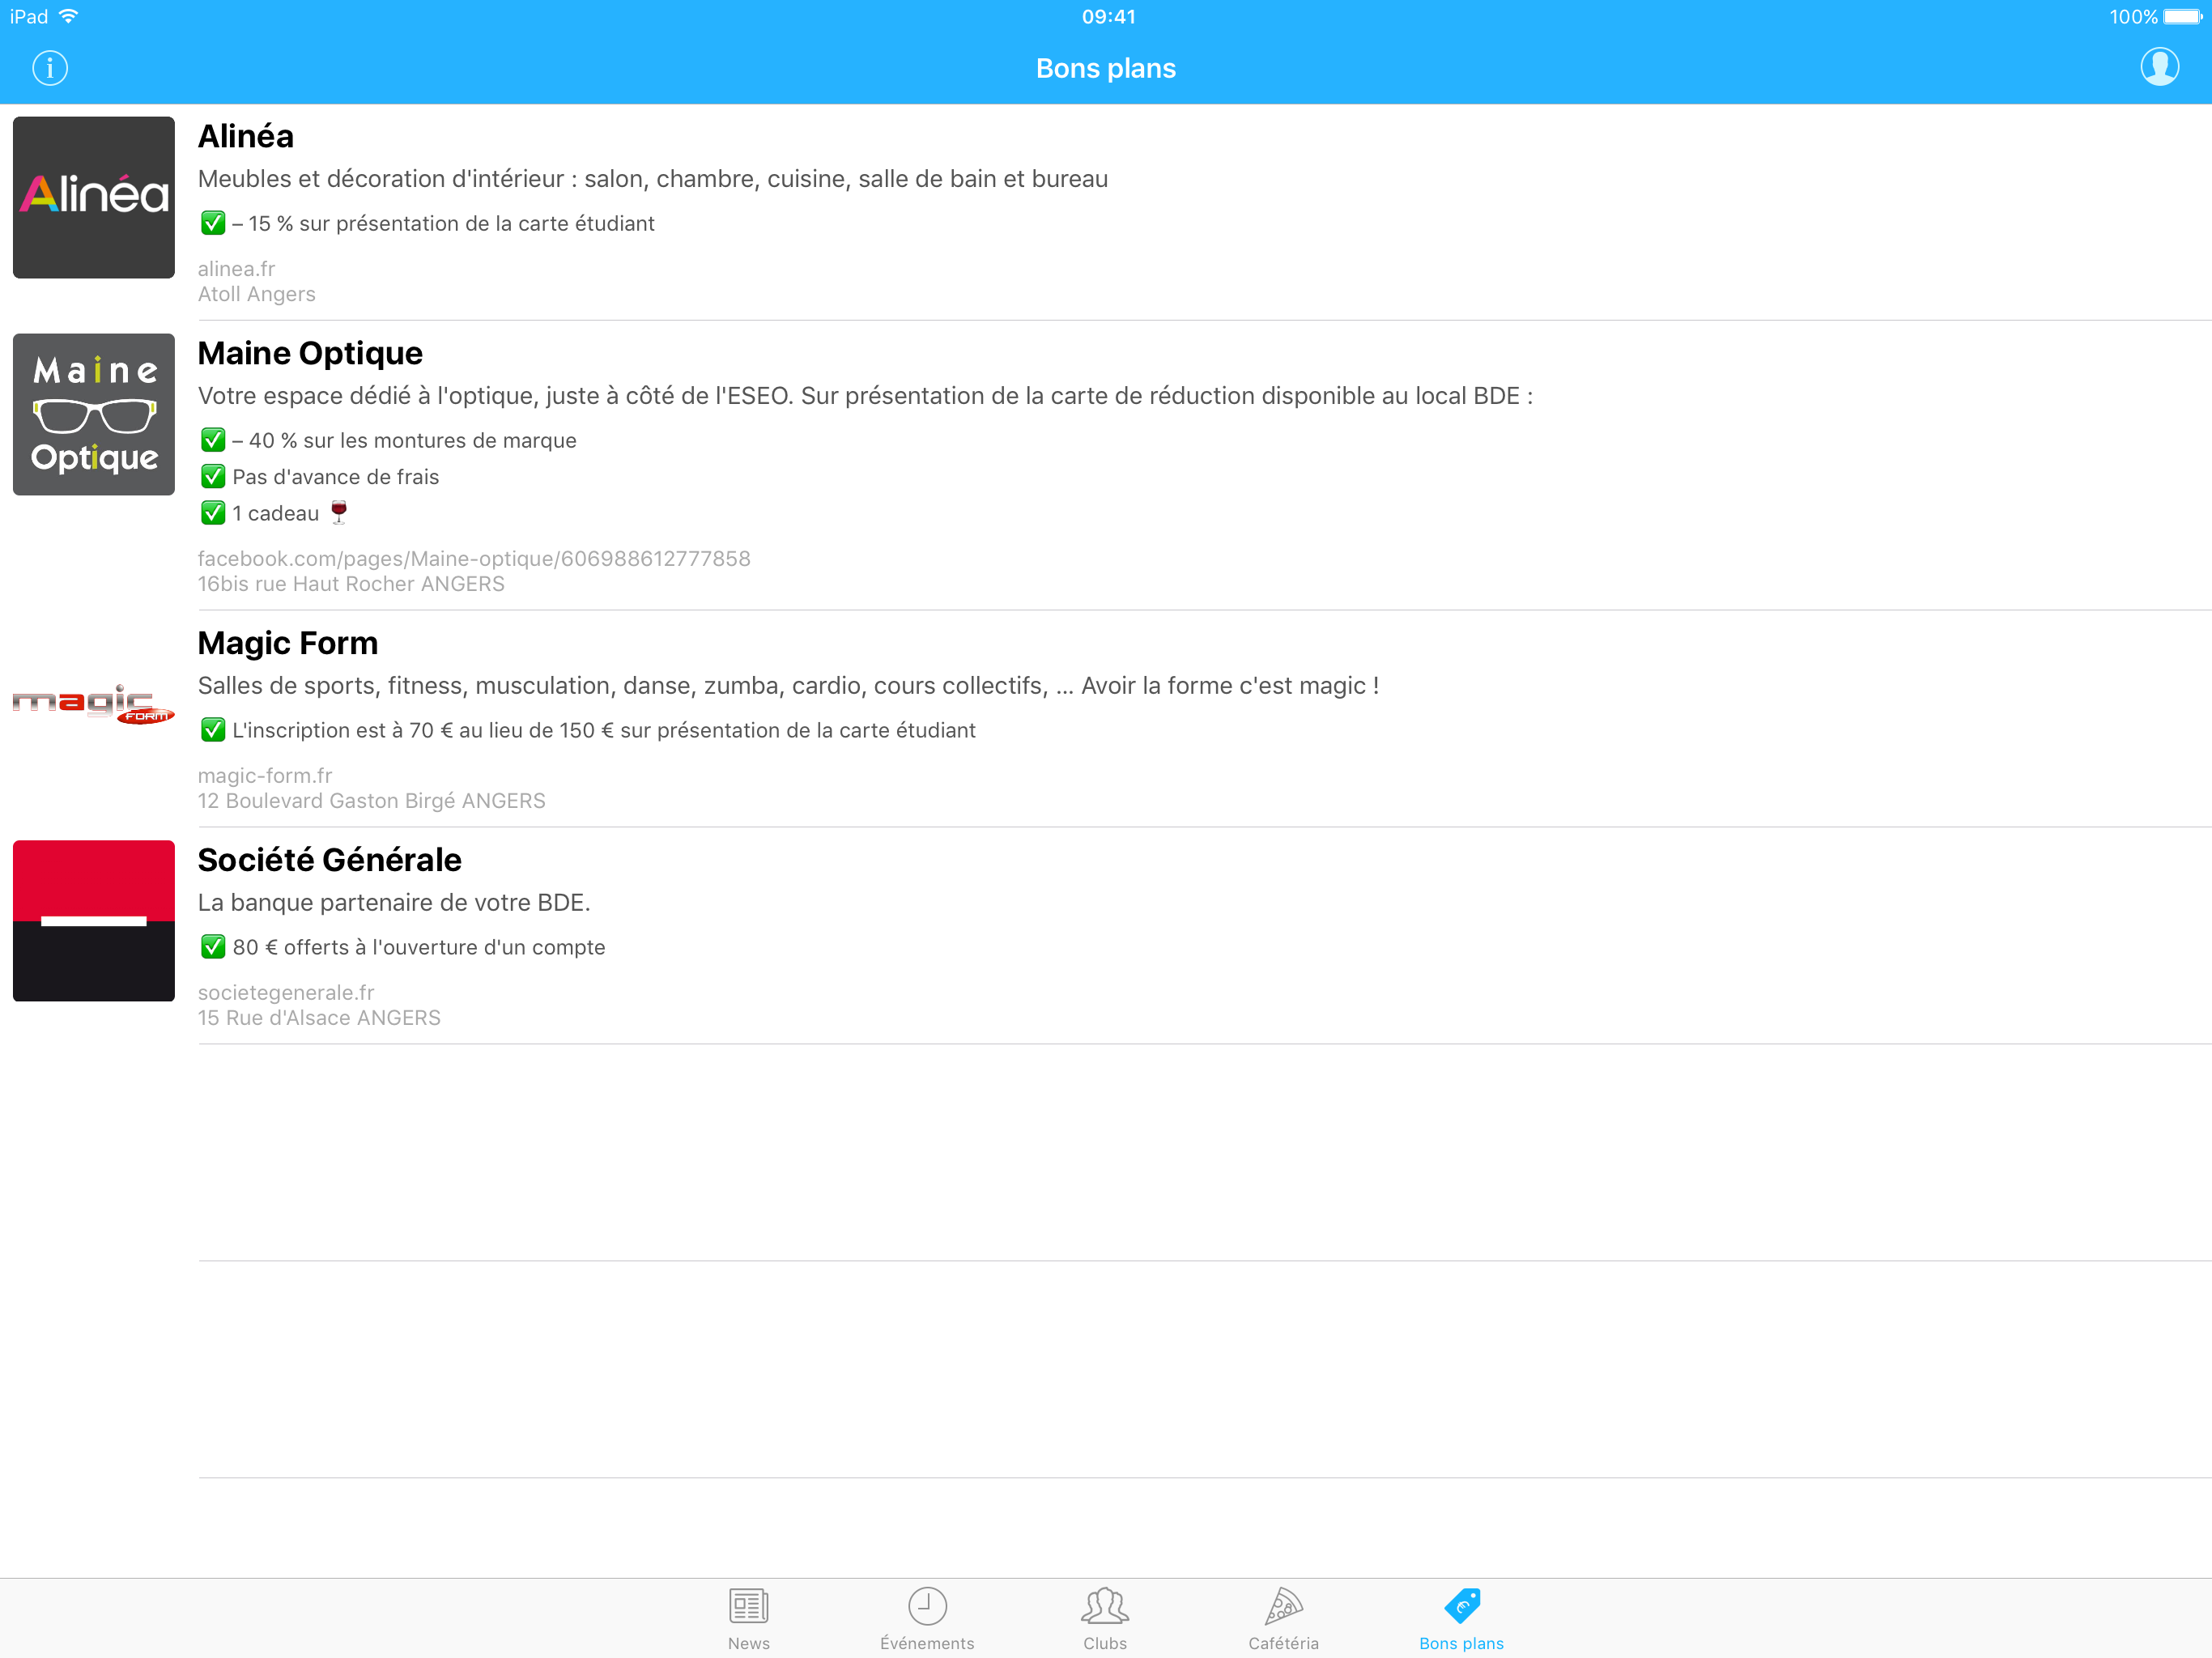 iPad 09:41 100%
i
Bons plans
Alinéa
Alinéa
Meubles et décoration d'intérieur : salon, chambre, cuisine, salle de bain et bureau
✅ – 15 % sur présentation de la carte étudiant
alinea.fr
Atoll Angers
Maine
Optique
Maine Optique
Votre espace dédié à l'optique, juste à côté de l'ESEO. Sur présentation de la carte de réduction disponible au local BDE :
✅ – 40 % sur les montures de marque
✅ Pas d'avance de frais
✅ 1 cadeau 🍷
facebook.com/pages/Maine-optique/606988612777858
16bis rue Haut Rocher ANGERS
magic
FORM
Magic Form
Salles de sports, fitness, musculation, danse, zumba, cardio, cours collectifs, ... Avoir la forme c'est magic !
✅ L'inscription est à 70 € au lieu de 150 € sur présentation de la carte étudiant
magic-form.fr
12 Boulevard Gaston Birgé ANGERS
Société Générale
La banque partenaire de votre BDE.
✅ 80 € offerts à l'ouverture d'un compte
societegenerale.fr
15 Rue d'Alsace ANGERS
€
News Événements Clubs Cafétéria Bons plans